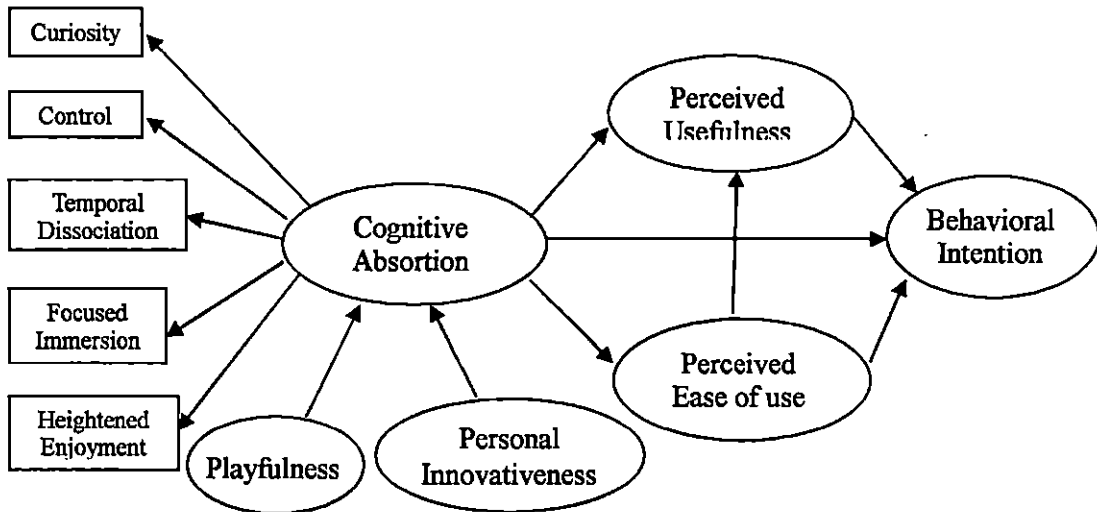 Curiosity
Control
Temporal
Dissociation
Focused
Immersion
Heightened
Enjoyment
Playfulness
Personal
Innovativeness
Cognitive
Absortion
Perceived
Usefulness
Perceived
Ease of use
Behavioral
Intention